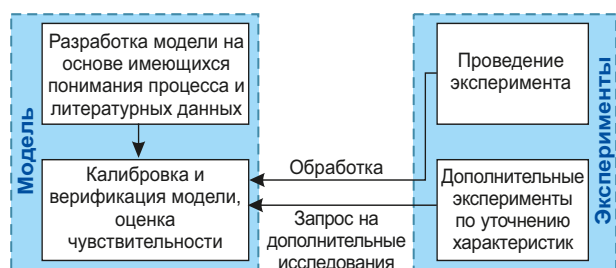 Модель
Разработка модели на
основе имеющихся
понимания процесса и
литературных данных
Калибровка и
верификация модели,
оценка
чувствительности
Обработка
Запрос на
дополнительные
исследования
Проведение
эксперимента
Дополнительные
эксперименты
по уточнению
характеристик
Эксперименты